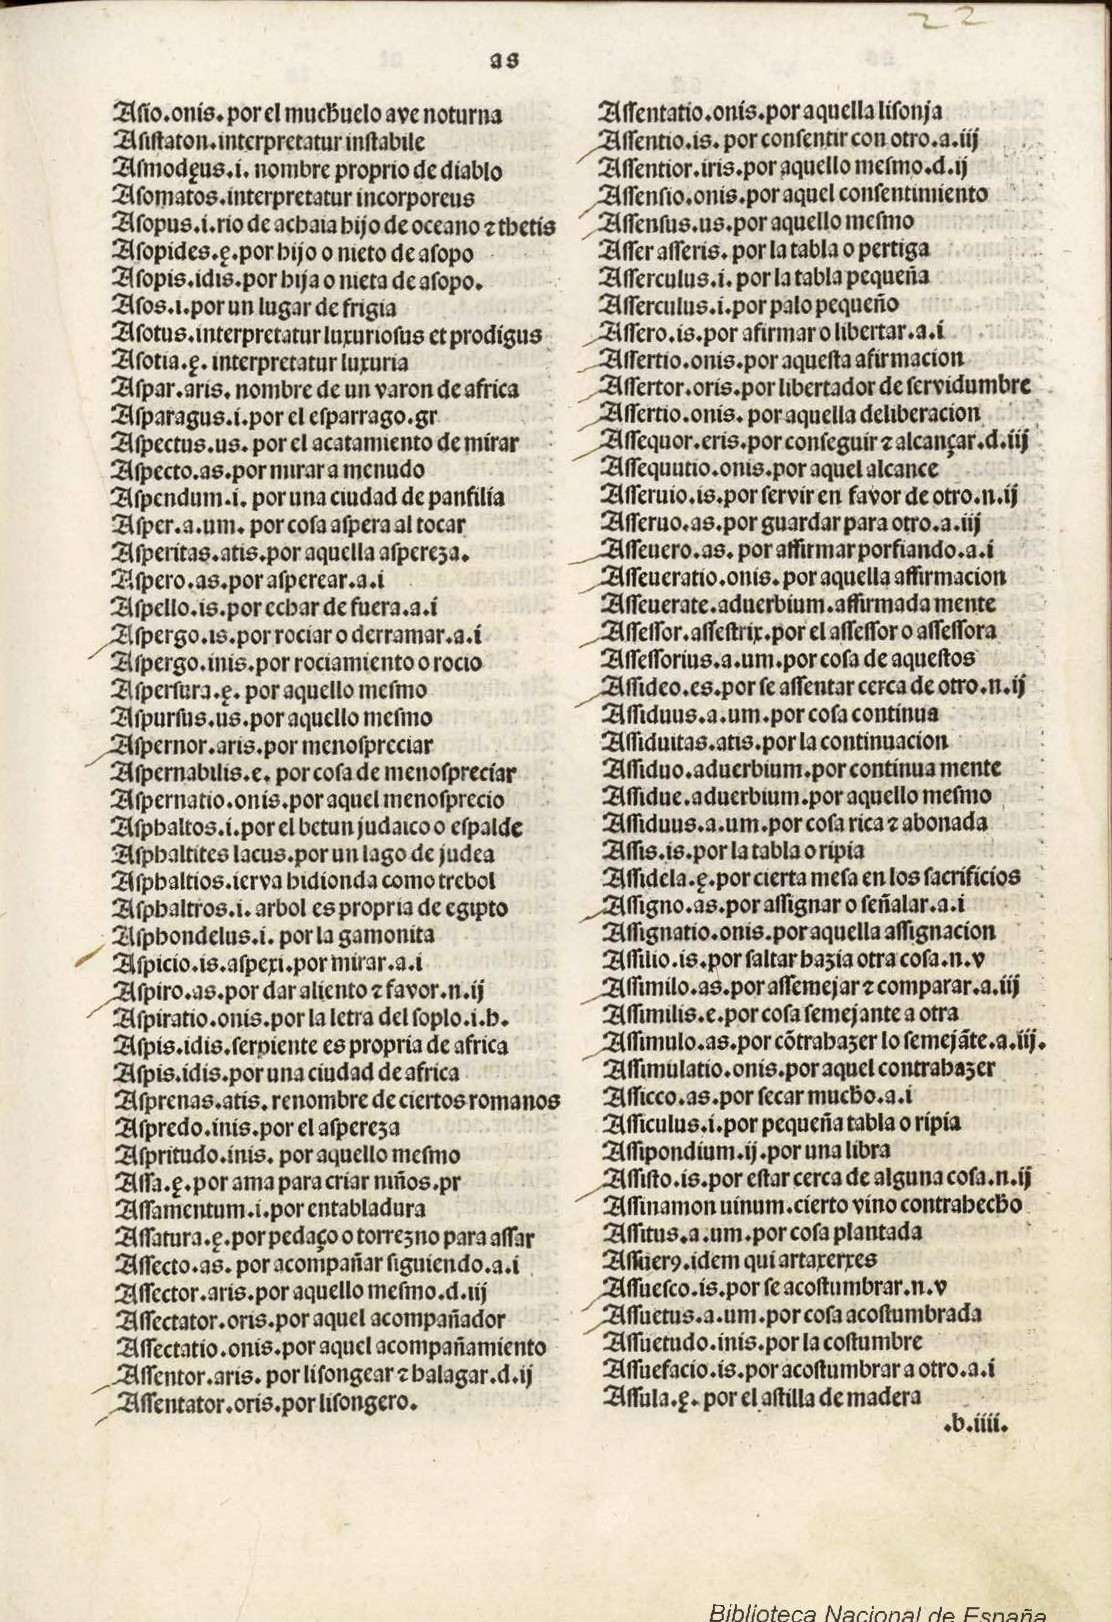 22
as
Asio.onis.por el muchuelo ave noturna
Asistaton.interpretatur instabile
Asmodęus.i. nombre proprio de diablo
Asomatos.interpretatur incorporeus
Asopus.i.rio de achaia hijo de oceano ⁊ thetis
Asopides.ę.por hijo o nieto de asopo
Asopis.idis.por hija o nieta de asopo.
Asos.i.por un lugar de frigia
Asotus.interpretatur luxuriosus et prodigus
Asotia.ę. interpretatur luxuria
Aspar.aris. nombre de un varon de africa
Asparagus.i.por el esparrago.gr
Aspectus.us. por el acatamiento de mirar
Aspecto.as.por mirar a menudo
Aspendum.i. por una ciudad de panfilia
Asper.a.um. por cosa aspera al tocar
Asperitas.atis.por aquella aspereza.
Aspero.as.por asperear.a.i
Aspello.is.por echar de fuera.a.i
Aspergo.is.por rociar o derramar.a.i
Aspergo.inis.por rociamiento o rocio
Aspersura.ę. por aquello mesmo
Aspursus.us.por aquello mesmo
Aspernor.aris.por menospreciar
Aspernabilis.e. por cosa de menospreciar
Aspernatio.onis.por aquel menosprecio
Asphaltos.i.por el betun judaico o espalde
Asphaltites lacus.por un lago de judea
Asphaltios.ierva hidionda como trebol
Asphaltros.i. arbol es propria de egipto
Asphondelus.i. por la gamonita
Aspicio.is.aspexi.por mirar.a.i
Aspiro.as.por dar aliento ⁊ favor.n.ij
Aspiratio.onis.por la letra del soplo.i.h.
Aspis.idis.serpiente es propria de africa
Aspis.idis.por una ciudad de africa
Asprenas.atis. renombre de ciertos romanos
Aspredo.inis.por el aspereza
Aspritudo.inis. por aquello mesmo
Assa.ę.por ama para criar niños.pr
Assamentum.i.por entabladura
Assatura.ę.por pedaço o torrezno para assar
Assecto.as. por acompañar siguiendo.a.i
Assector.aris.por aquello mesmo.d.iij
Assectator.oris.por aquel acompañador
Assectatio.onis.por aquel acompañamiento
Assentor.aris. por lisongear ⁊ halagar.d.ij
Assentator.oris.por lisongero.
Assentatio.onis.por aquella lisonja
Assentio.is. por consentir con otro.a.iij
Assentior.iris.por aquello mesmo.d.ij
Assensio.onis.por aquel consentimiento
Assensus.us.por aquello mesmo
Asser asseris. por la tabla o pertiga
Asserculus.i. por la tabla pequeña
Asserculus.i.por palo pequeño
Assero.is.por afirmar o libertar.a.i
Assertio.onis.por aquesta afirmacion
Assertor.oris.por libertador de servidumbre
Assertio.onis. por aquella deliberacion
Assequor.eris.por conseguir ⁊ alcançar.d.iij
Assequutio.onis.por aquel alcance
Asseruio.is.por servir en favor de otro.n.ij
Asseruo.as.por guardar para otro.a.iij
Asseuero.as. por affirmar porfiando.a.i
Asseueratio.onis. por aquella affirmacion
Asseuerate.aduerbium.affirmada mente
Assessor.assestrix.por el assessor o assessora
Assessorius.a.um.por cosa de aquestos
Assideo.es.por se assentar cerca de otro.n.ij
Assiduus.a.um.por cosa continua
Assiduitas.atis.por la continuacion
Assiduo.aduerbium.por continua mente
Assidue.aduerbium.por aquello mesmo
Assiduus.a.um.por cosa rica ⁊ abonada
Assis.is.por la tabla o ripia
Assidela.ę.por cierta mesa en los sacrificios
Assigno.as.por assignar o señalar.a.i
Assignatio.onis.por aquella assignacion
Assilio.is.por saltar hazia otra cosa.n.v
Assimilo.as.por assemejar ⁊ comparar.a.iij
Assimilis.e.por cosa semejante a otra
Assimulo.as.por cõtrahazer lo semejãte.a.iij.
Assimulatio.onis.por aquel contrahazer
Assicco.as.por secar mucho.a.i
Assiculus.i.por pequeña tabla o ripia
Assipondium.ij.por una libra
Assisto.is.por estar cerca de alguna cosa.n.ij
Assinamon uinum.cierto vino contrahecho
Assitus.a.um.por cosa plantada
Assuerꝯ.idem qui artaxerxes
Assuesco.is.por se acostumbrar.n.v
Assuetus.a.um.por cosa acostumbrada
Assuetudo.inis.por la costumbre
Assuefacio.is.por acostumbrar a otro.a.i
Assula.ę. por el astilla de madera
.b.iiii.
Biblioteca Nacional de España